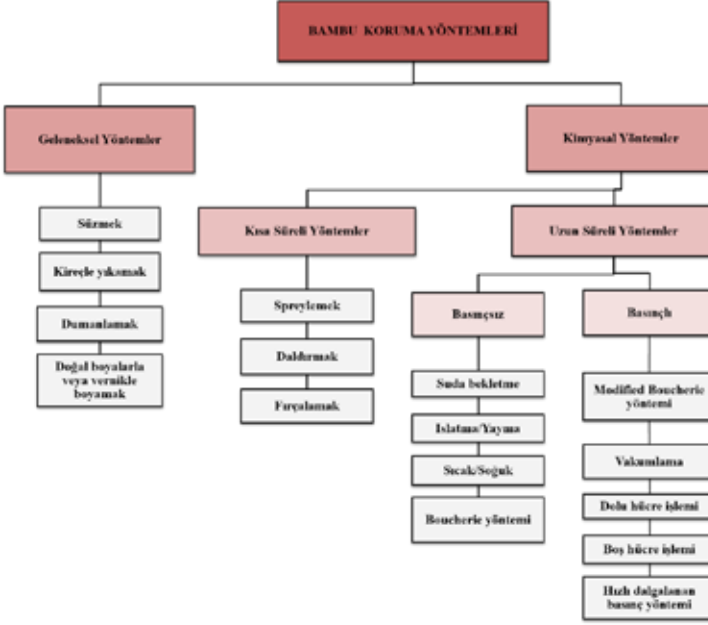 BAMBU KORUMA YÖNTEMLERİ
Geleneksel Yöntemler
Süzmek
Kireçle yıkamak
Dumanlamak
Doğal boyalarla
veya vernikle
boyamak
Kimyasal Yöntemler
Kısa Süreli Yöntemler
Spreylemek
Daldırmak
Fırçalamak
Uzun Süreli Yöntemler
Basınçsız
Suda bekletme
Islatma/Yayma
Sıcak/Soğuk
Boucherie yöntemi
Basınçlı
Modified Boucherie
yöntemi
Vakumlama
Dolu hücre işlemi
Boş hücre işlemi
Hızlı dalgalanan
basınç yöntemi